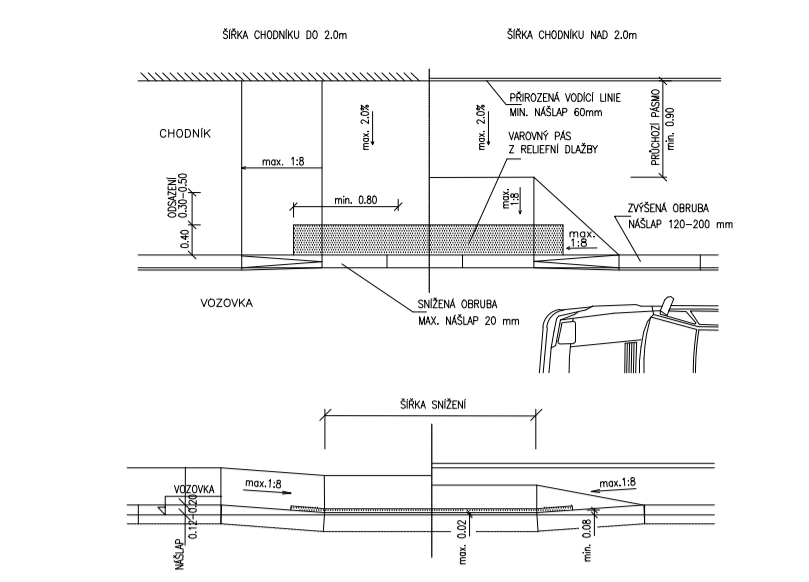 ŠÍŘKA CHODNÍKU DO 2.0m
ŠÍŘKA CHODNÍKU NAD 2.0m
PŘIROZENÁ VODÍCÍ LINIE
MIN. NÁŠLAP 60mm
max. 2.0%
max. 2.0%
PRŮCHOZÍ PÁSMO
min. 0.90
CHODNÍK
VAROVNÝ PÁS
Z RELIEFNÍ DLAŽBY
max. 1:8
ODSAZENÍ
0.30-0.50
min. 0.80
max.
1:8
ZVÝŠENÁ OBRUBA
NÁŠLAP 120-200 mm
0.40
max.
1:8
VOZOVKA
SNÍŽENÁ OBRUBA
MAX. NÁŠLAP 20 mm
ŠÍŘKA SNÍŽENÍ
VOZOVKA
max.1:8
max.1:8
NÁŠLAP
0.12-0.20
max. 0.02
min. 0.08